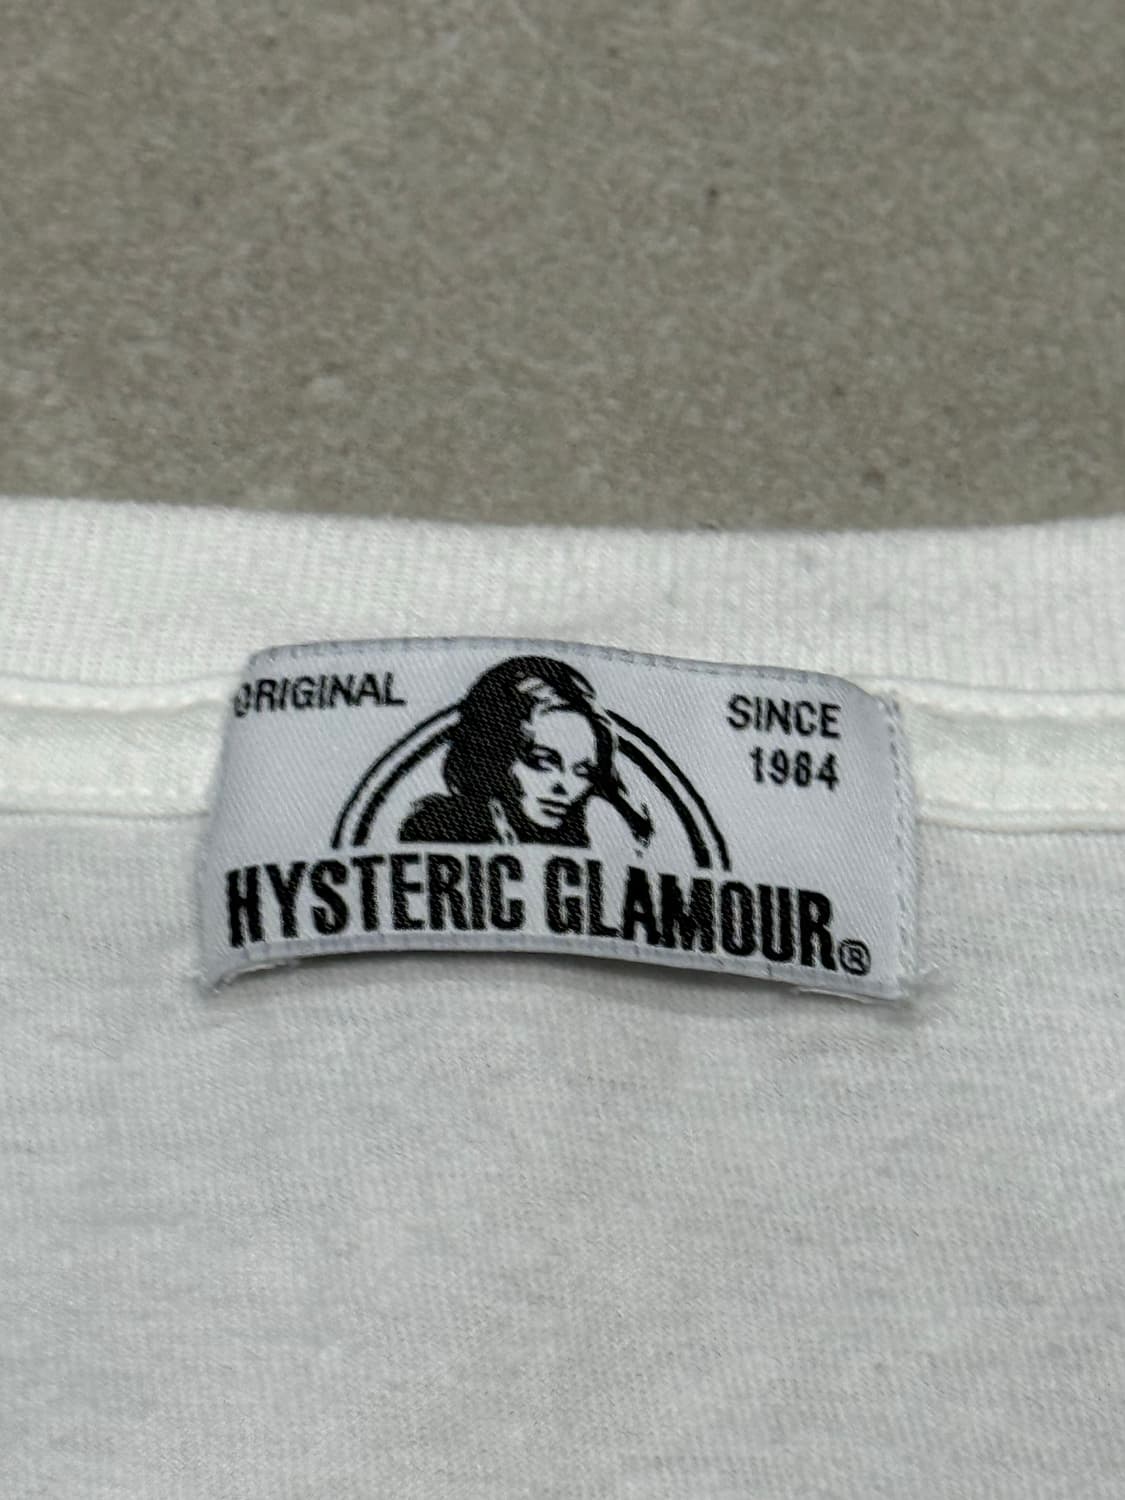 ORIGINAL
SINCE
1984
HYSTERIC GLAMOUR®